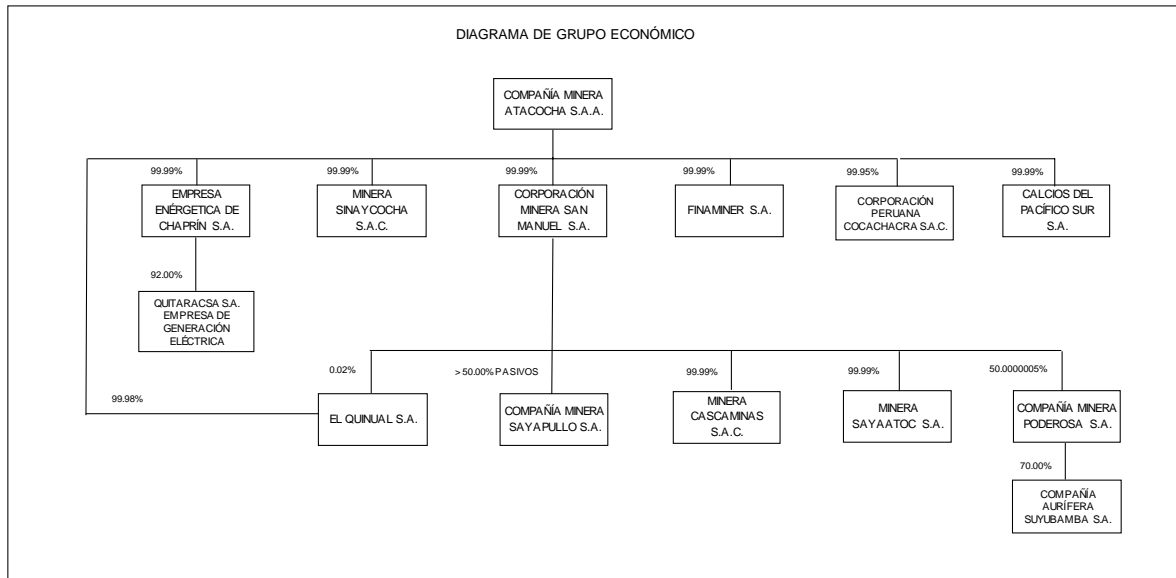 DIAGRAMA DE GRUPO ECONÓMICO
COMPAÑÍA MINERA
ATACOCHA S.A.A.
99.99%
99.99%
99.99%
99.99%
99.95%
99.99%
EMPRESA
ENÉRGETICA DE
CHAPRÍN S.A.
MINERA
SINAYCOCHA
S.A.C.
CORPORACIÓN
MINERA SAN
MANUEL S.A.
FINAMINER S.A.
CORPORACIÓN
PERUANA
COCACHACRA S.A.C.
CALCIOS DEL
PACÍFICO SUR
S.A.
92.00%
QUITARACSA S.A.
EMPRESA DE
GENERACIÓN
ELÉCTRICA
0.02%
> 50.00% PASIVOS
99.99%
99.99%
50.0000005%
99.98%
EL QUINUAL S.A.
COMPAÑÍA MINERA
SAYAPULLO S.A.
MINERA
CASCAMINAS
S.A.C.
MINERA
SAYAATOC S.A.
COMPAÑÍA MINERA
PODEROSA S.A.
70.00%
COMPAÑÍA
AURÍFERA
SUYUBAMBA S.A.